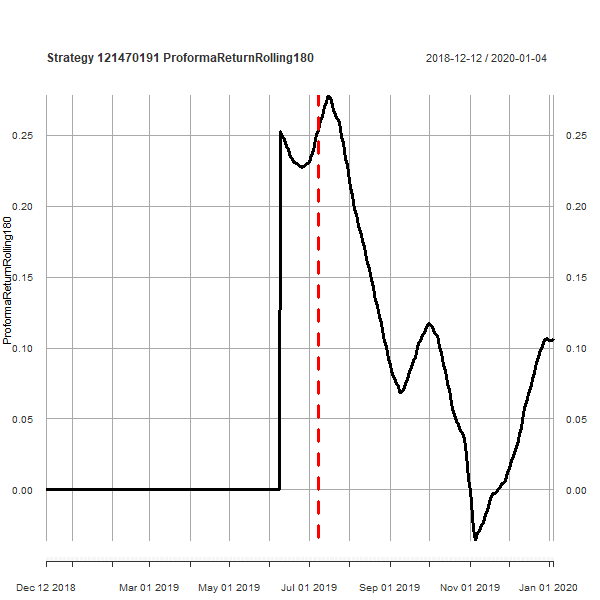 Strategy 121470191 ProformaReturnRolling180
2018-12-12 / 2020-01-04
ProformaReturnRolling180
0.25
0.25
0.20
0.20
0.15
0.15
0.10
0.10
0.05
0.05
0.00
0.00
Dec 12 2018
Mar 01 2019
May 01 2019
Jul 01 2019
Sep 01 2019
Nov 01 2019
Jan 01 2020